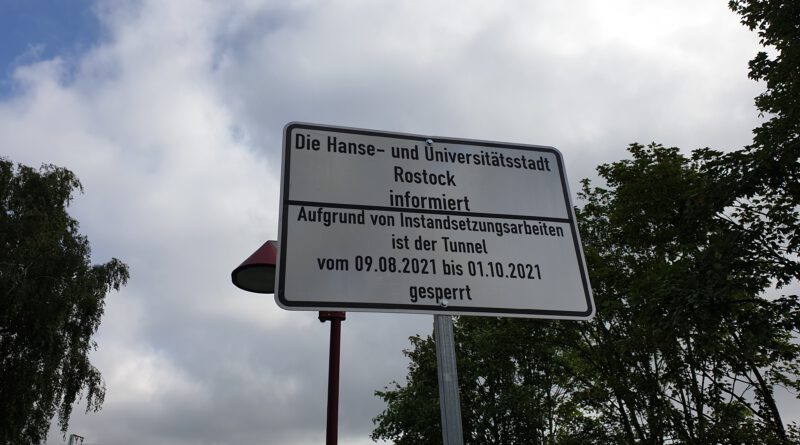 Die Hanse- und Universitätsstadt
Rostock
informiert
Aufgrund von Instandsetzungsarbeiten
ist der Tunnel
vom 09.08.2021 bis 01.10.2021
gesperrt